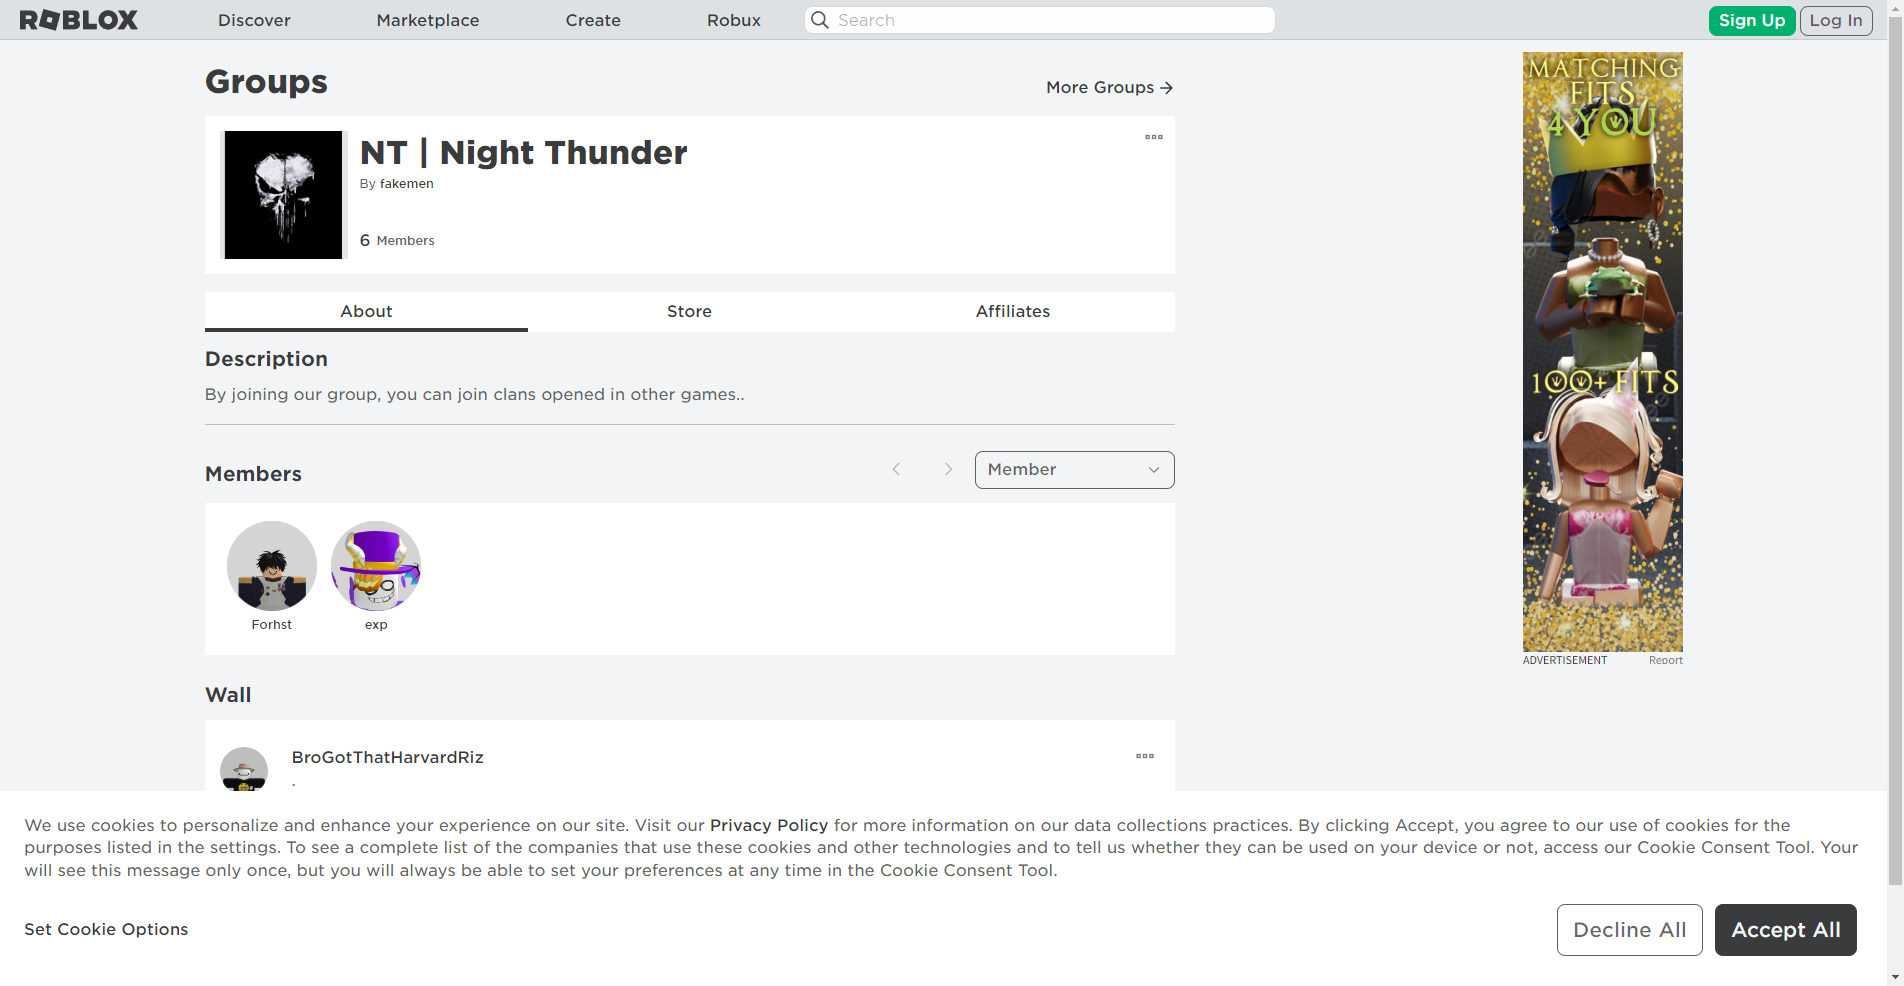 ROBLOX
Discover
Marketplace
Create
Robux
Search
Sign Up
Log In
Groups
More Groups
NT | Night Thunder
By fakemen
6 Members
About
Store
Affiliates
Description
By joining our group, you can join clans opened in other games..
Members
Member
Forhst
exp
Wall
BroGotThatHarvardRiz
.
MATCHING
FITS
4 YOU
100+ FITS
ADVERTISEMENT
Report
We use cookies to personalize and enhance your experience on our site. Visit our Privacy Policy for more information on our data collections practices. By clicking Accept, you agree to our use of cookies for the
purposes listed in the settings. To see a complete list of the companies that use these cookies and other technologies and to tell us whether they can be used on your device or not, access our Cookie Consent Tool. Your
will see this message only once, but you will always be able to set your preferences at any time in the Cookie Consent Tool.
Set Cookie Options
Decline All
Accept All